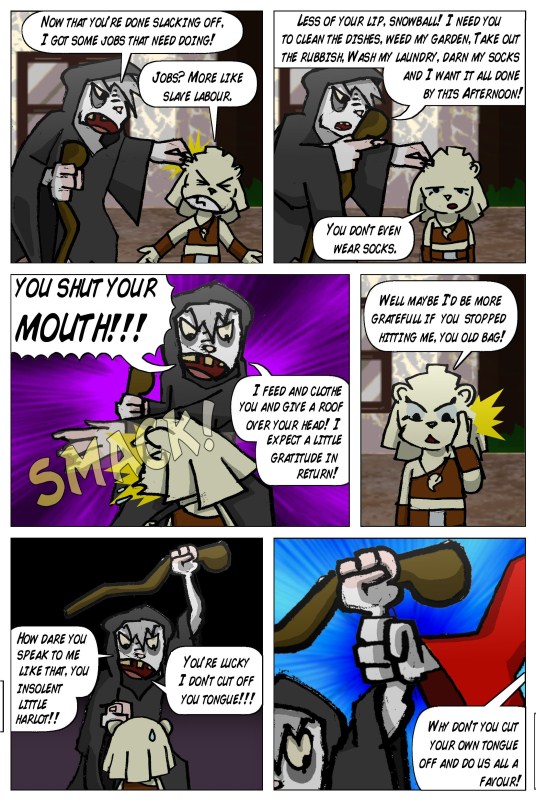 Now that you're done slacking off,
I got some jobs that need doing!
Jobs? More like
slave labour.
Less of your lip, snowball! I need you
to clean the dishes, weed my garden, Take out
the rubbish, Wash my laundry, darn my socks
and I want it all done
by this Afternoon!
You don't even
wear socks.
YOU SHUT YOUR
MOUTH!!!
I feed and clothe
you and give a roof
over your head! I
expect a little
gratitude in
return!
SMACK!
Well maybe I'd be more
gratefull if you stopped
hitting me, you old bag!
How dare you
speak to me
like that, you
insolent
little
harlot!!
You're lucky
I don't cut off
you tongue!!!
Why don't you cut
your own tongue
off and do us all a
favour!